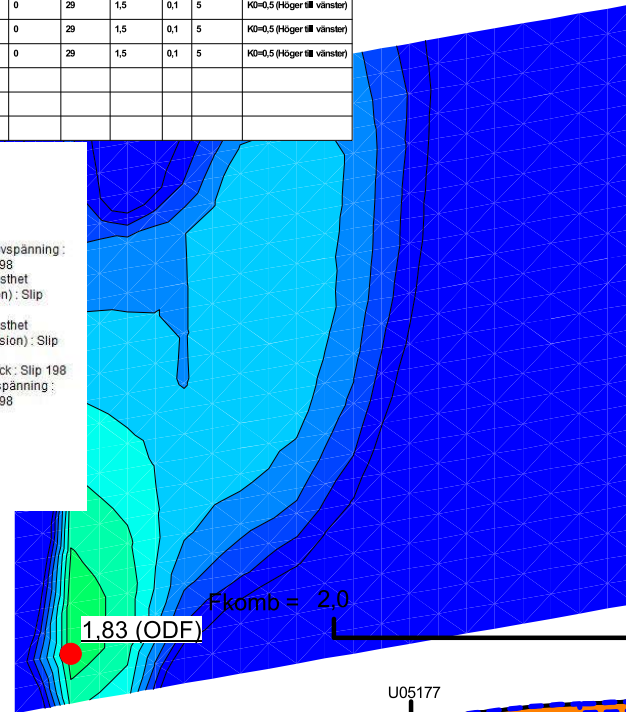 0 29 1,5 0,1 5 K0=0,5 (Höger till vänster)
0 29 1,5 0,1 5 K0=0,5 (Höger till vänster)
0 29 1,5 0,1 5 K0=0,5 (Höger till vänster)
vspänning :
98
sthet
n) : Slip
sthet
sion) : Slip
ck : Slip 198
spänning :
98
Fkomb = 2.0
1,83 (ODF)
U05177